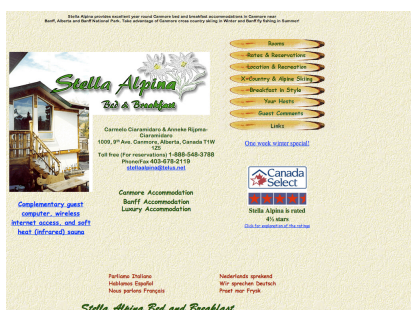 Stella Alpina provides excellent year round Canmore bed and breakfast accommodations in Canmore near
Banff, Alberta and Banff National Park. Take advantage of Canmore cross country skiing in Winter and Banff fly fishing in Summer!
Stella Alpina
Bed & Breakfast
Carmelo Ciaramidaro & Anneke Rijpma-
Ciaramidaro
1009, 9th Ave. Canmore, Alberta, Canada T1W
1Z5
Toll free (For reservations) 1-888-548-3788
Phone/Fax 403-678-2119
stellaalpina@telus.net
Canmore Accommodation
Banff Accommodation
Luxury Accommodation
Complementary guest
computer, wireless
internet access, and soft
heat (infrared) sauna
Rooms
Rates & Reservations
Location & Recreation
X-Country & Alpine Skiing
Breakfast in Style
Your Hosts
Guest Comments
Links
One week winter special!
Canada
Select
Stella Alpina is rated
4½ stars
Click for explanation of the ratings
Parliamo Italiano
Hablamos Español
Nous parlons Français
Nederlands sprekend
Wir sprechen Deutsch
Praet mar Frysk
Stella Alpina Bed and Breakfast